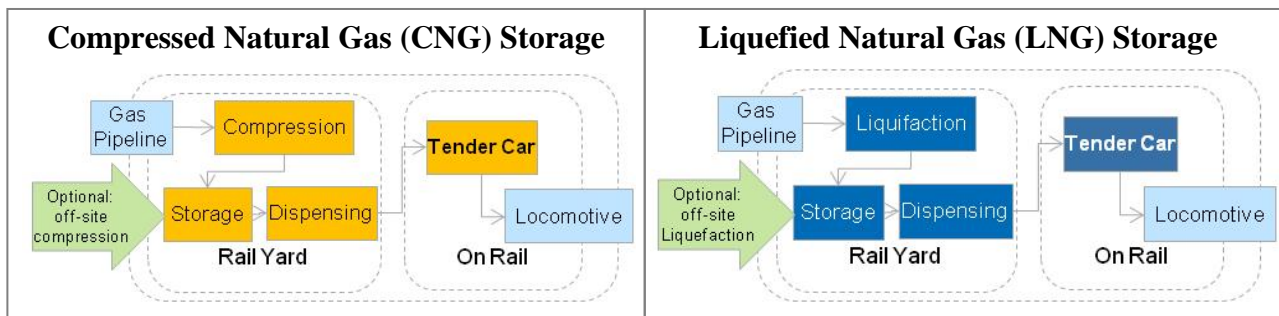 Compressed Natural Gas (CNG) Storage
Gas
Pipeline
Compression
Tender Car
Optional:
off-site
compression
Storage
Dispensing
Locomotive
Rail Yard
On Rail
Liquefied Natural Gas (LNG) Storage
Gas
Pipeline
Liquifaction
Tender Car
Optional:
off-site
Liquefaction
Storage
Dispensing
Locomotive
Rail Yard
On Rail